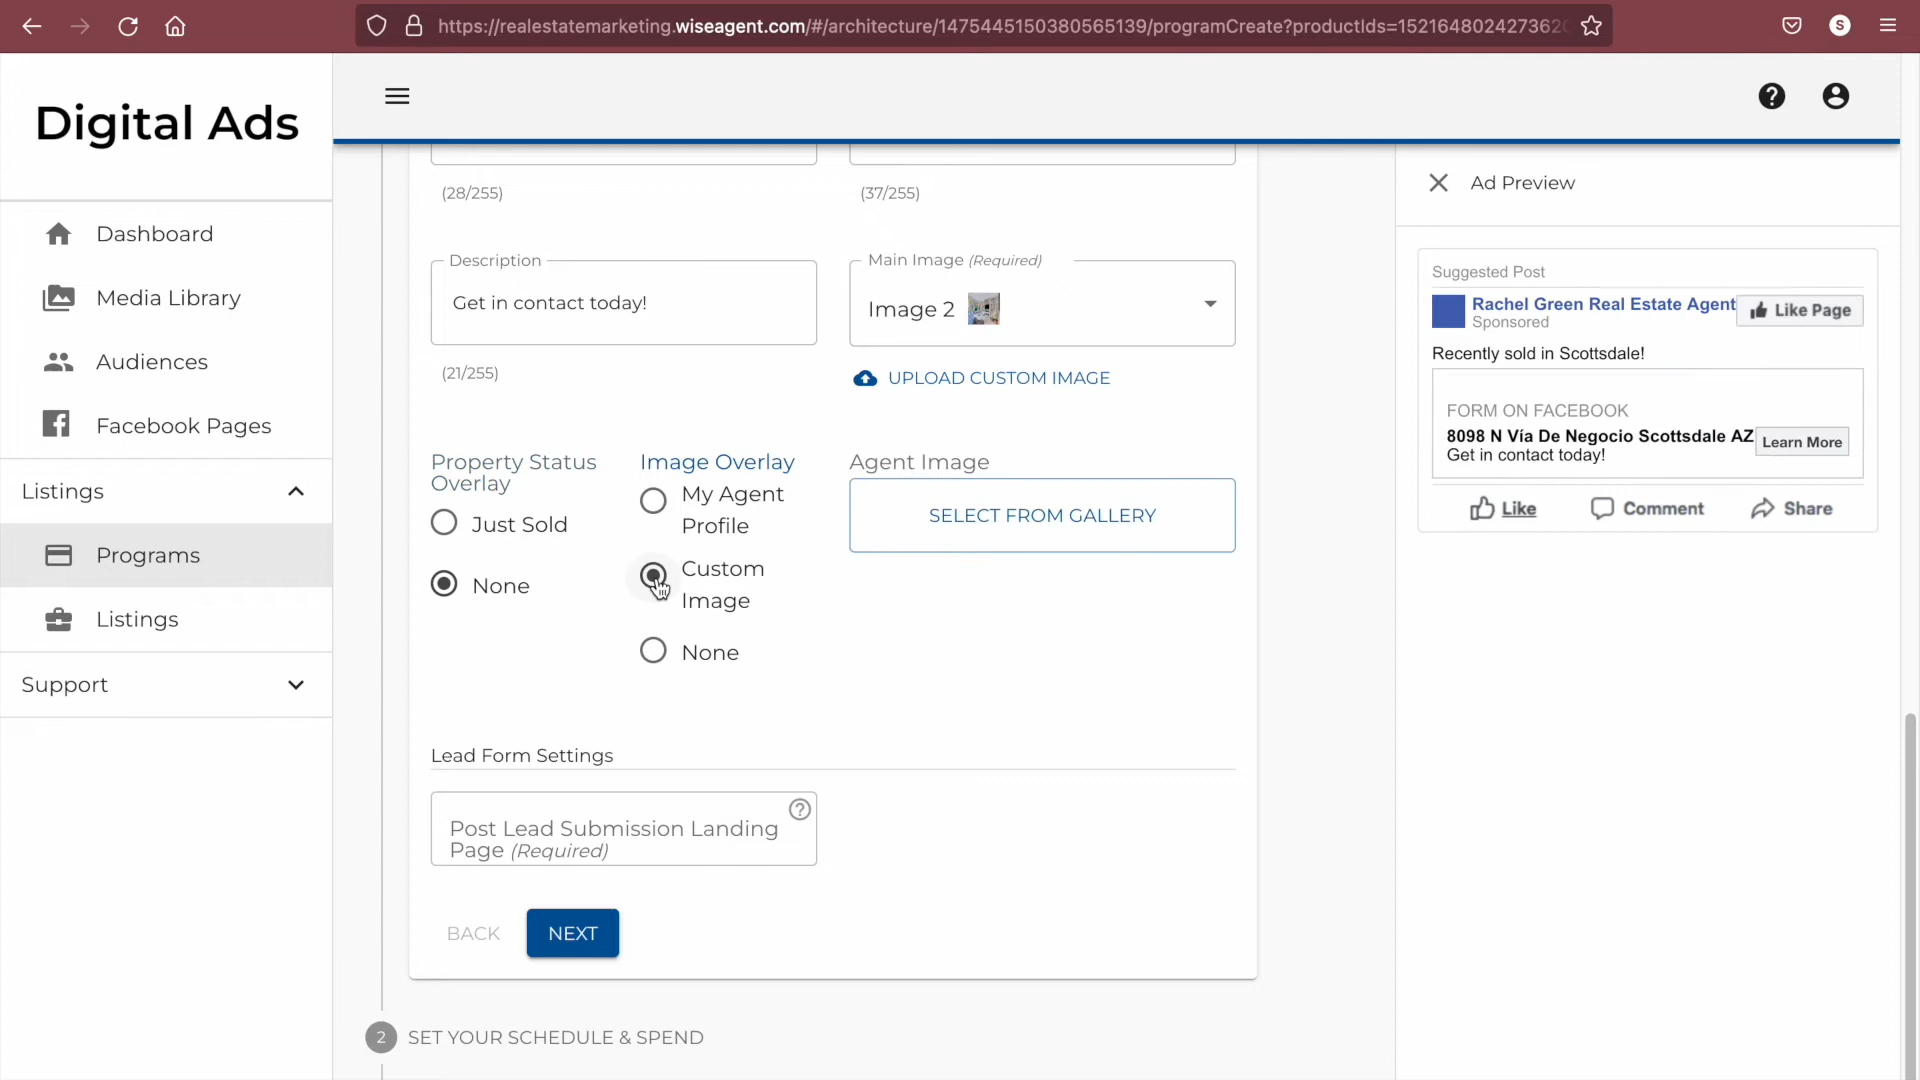 https://realestatemarketing.wiseagent.com/#/architecture/1475445150380565139/programCreate?productIds=1521648024273620
S
Digital Ads
Dashboard
Media Library
Audiences
Facebook Pages
Listings
Programs
Listings
Support
(28/255)
(37/255)
Description
Get in contact today!
(21/255)
Main Image (Required)
Image 2
UPLOAD CUSTOM IMAGE
Property Status
Overlay
Just Sold
None
Image Overlay
My Agent
Profile
Custom
Image
None
Agent Image
SELECT FROM GALLERY
Lead Form Settings
Post Lead Submission Landing
Page (Required)
BACK
NEXT
2 SET YOUR SCHEDULE & SPEND
Ad Preview
Suggested Post
Rachel Green Real Estate Agent
Like Page
Sponsored
Recently sold in Scottsdale!
FORM ON FACEBOOK
8098 N Vía De Negocio Scottsdale AZ
Learn More
Get in contact today!
Like
Comment
Share